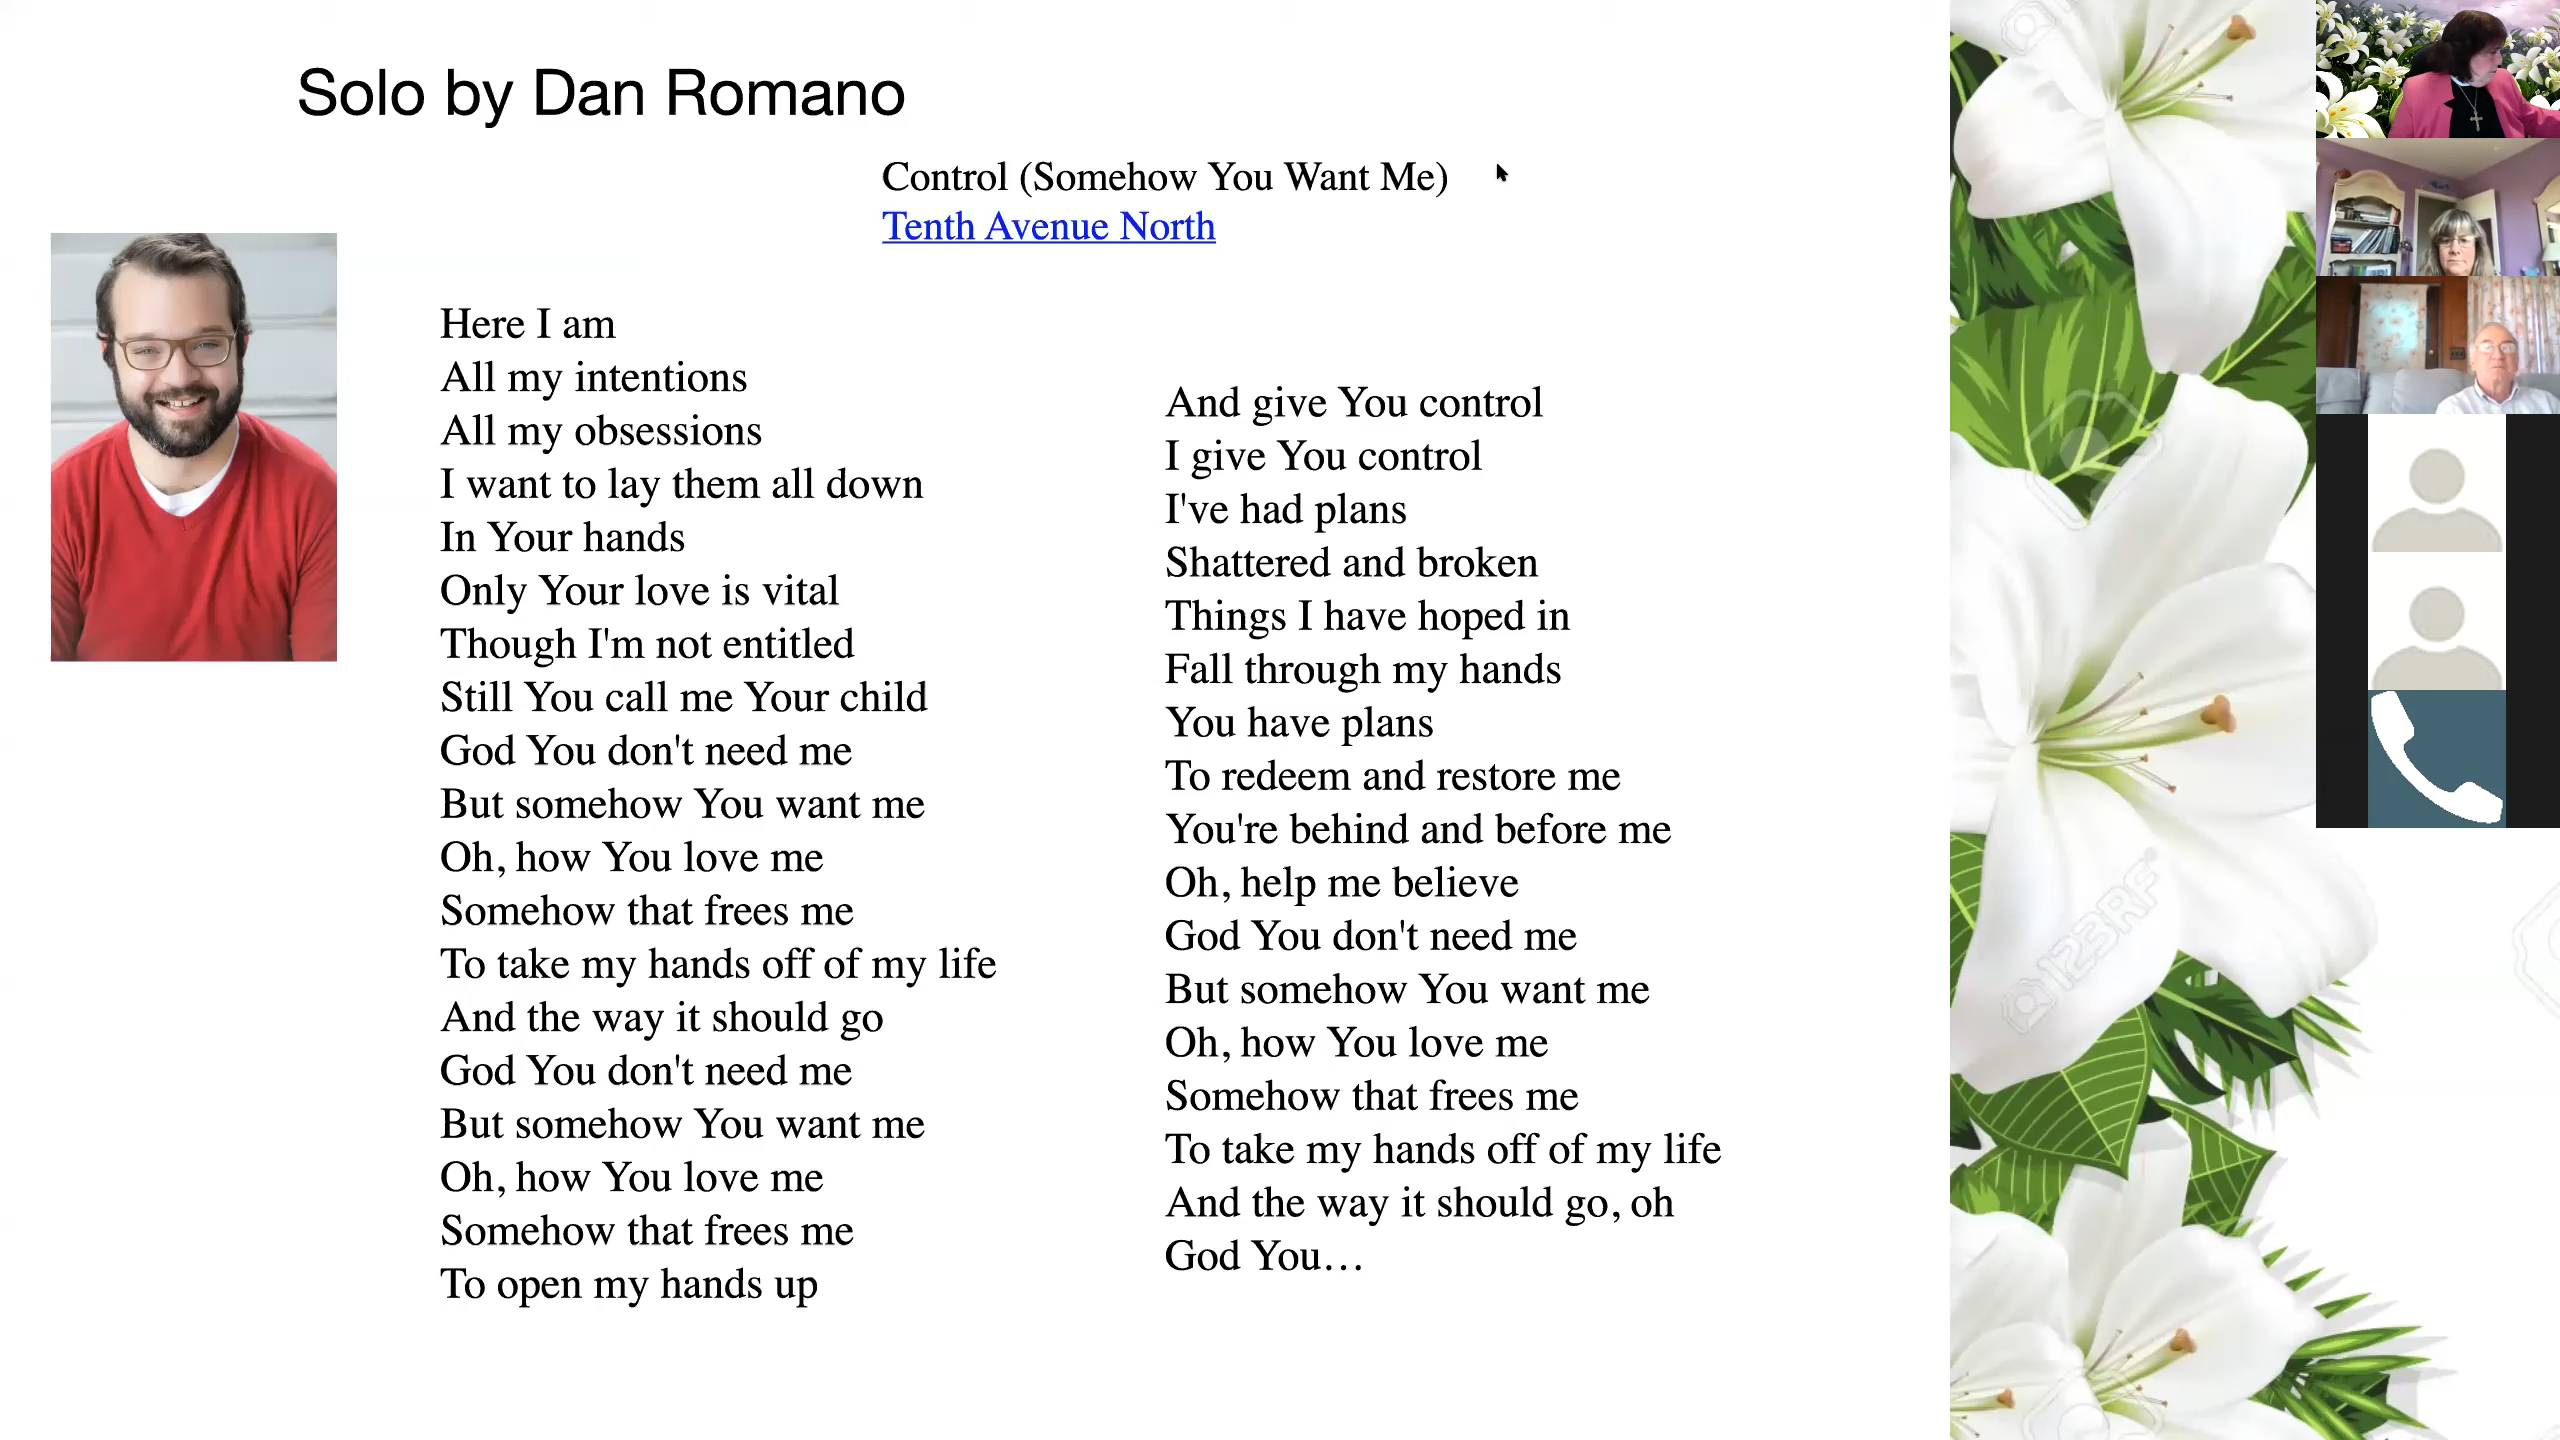 Solo by Dan Romano
Control (Somehow You Want Me)
Tenth Avenue North
Here I am
All my intentions
All my obsessions
I want to lay them all down
In Your hands
Only Your love is vital
Though I'm not entitled
Still You call me Your child
God You don't need me
But somehow You want me
Oh, how You love me
Somehow that frees me
To take my hands off of my life
And the way it should go
God You don't need me
But somehow You want me
Oh, how You love me
Somehow that frees me
To open my hands up
And give You control
I give You control
I've had plans
Shattered and broken
Things I have hoped in
Fall through my hands
You have plans
To redeem and restore me
You're behind and before me
Oh, help me believe
God You don't need me
But somehow You want me
Oh, how You love me
Somehow that frees me
To take my hands off of my life
And the way it should go, oh
God You…
123RF